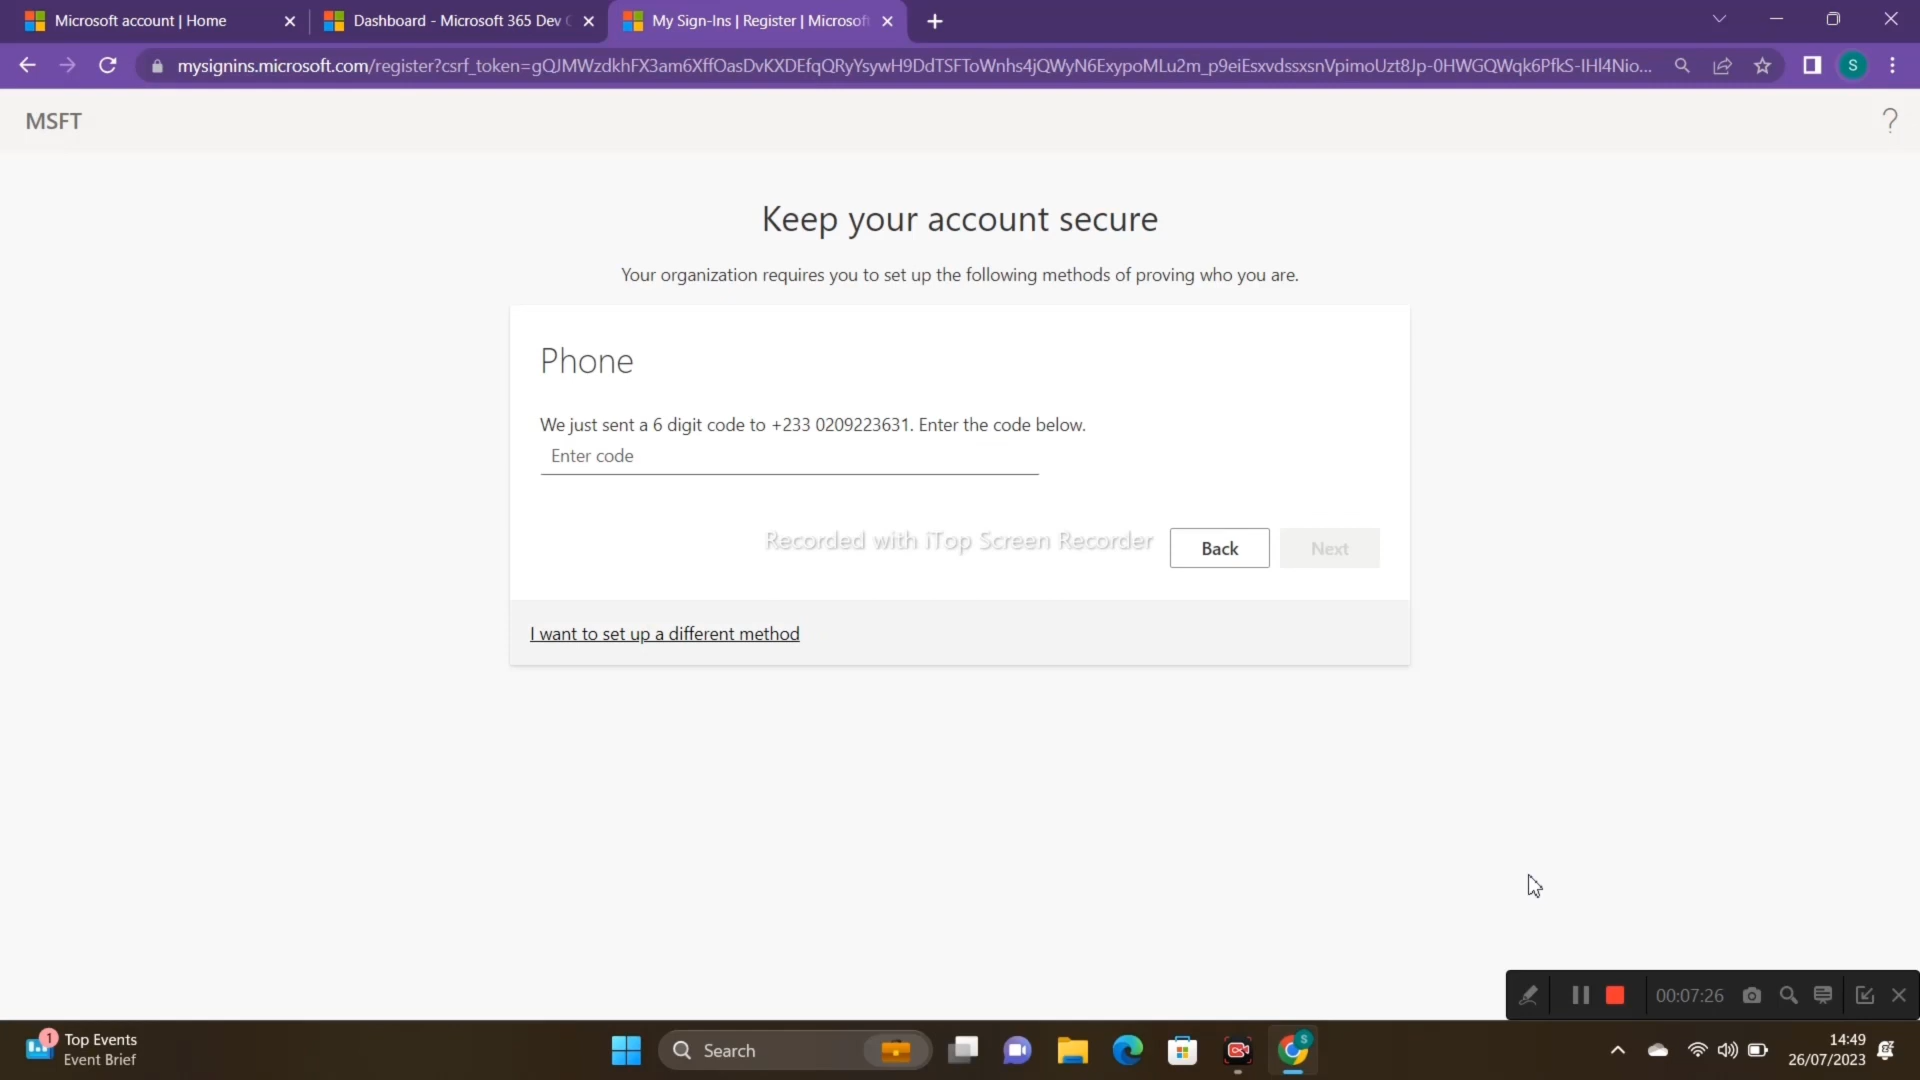 Microsoft account | Home
Dashboard - Microsoft 365 Dev
My Sign-Ins | Register | Microsoft
mysignins.microsoft.com/register?csrf_token=gQJMWzdkhFX3am6XffOasDvKXDEfqQRyYsywH9DdTSFToWnhs4jQWyN6ExypoMLu2m_p9eiEsxvdssxsnVpimoUzt8Jp-0HWGQWqk6PfkS-IHl4Nio...
S
MSFT
?
Keep your account secure
Your organization requires you to set up the following methods of proving who you are.
Phone
We just sent a 6 digit code to +233 0209223631. Enter the code below.
Enter code
Recorded with iTop Screen Recorder
Back
Next
I want to set up a different method
00:07:26
1
Top Events
Event Brief
Search
S
14:49
26/07/2023